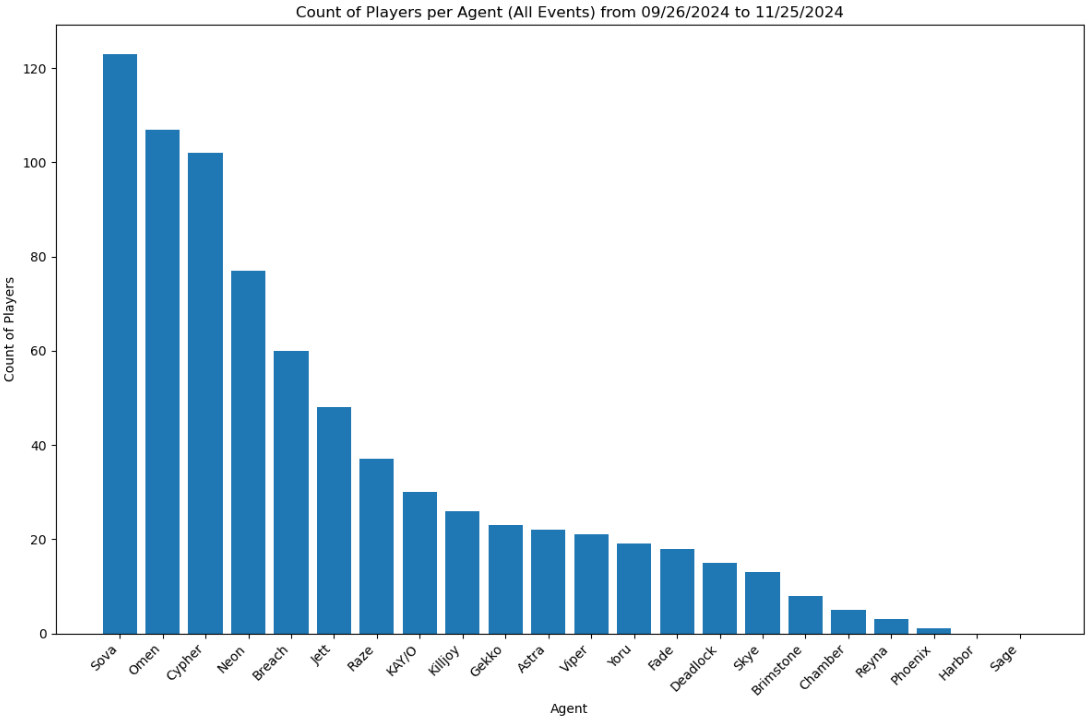 Count of Players per Agent (All Events) from 09/26/2024 to 11/25/2024
120
100
80
60
40
20
0
Count of Players
Sova
Omen
Cypher
Neon
Breach
Jett
Raze
KAY/O
Killjoy
Gekko
Astra
Viper
Yoru
Fade
Deadlock
Skye
Brimstone
Chamber
Reyna
Phoenix
Harbor
Sage
Agent